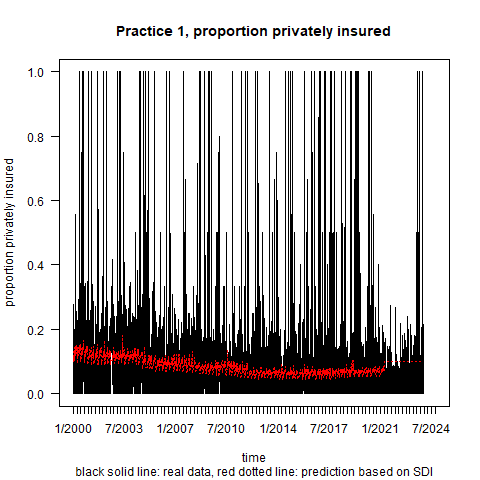 Practice 1, proportion privately insured
proportion privately insured
1.0
0.8
0.6
0.4
0.2
0.0
1/2000 7/2003 1/2007 7/2010 1/2014 7/2017 1/2021 7/2024
time
black solid line: real data, red dotted line: prediction based on SDI